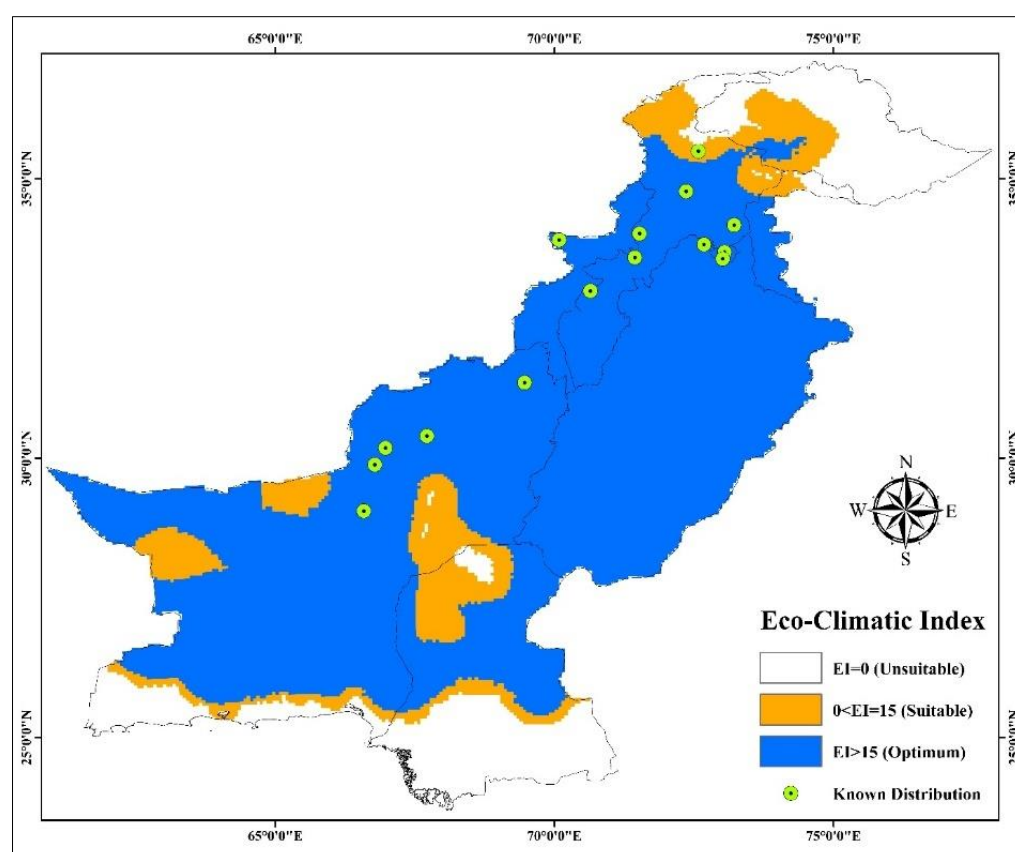 65°0'0"E 70°0'0"E 75°0'0"E
35°0'0"N 35°0'0"N
30°0'0"N 30°0'0"N
N
W E
S
Eco-Climatic Index
EI=0 (Unsuitable)
0<EI=15 (Suitable)
EI>15 (Optimum)
Known Distribution
25°0'0"N 25°0'0"N
65°0'0"E 70°0'0"E 75°0'0"E